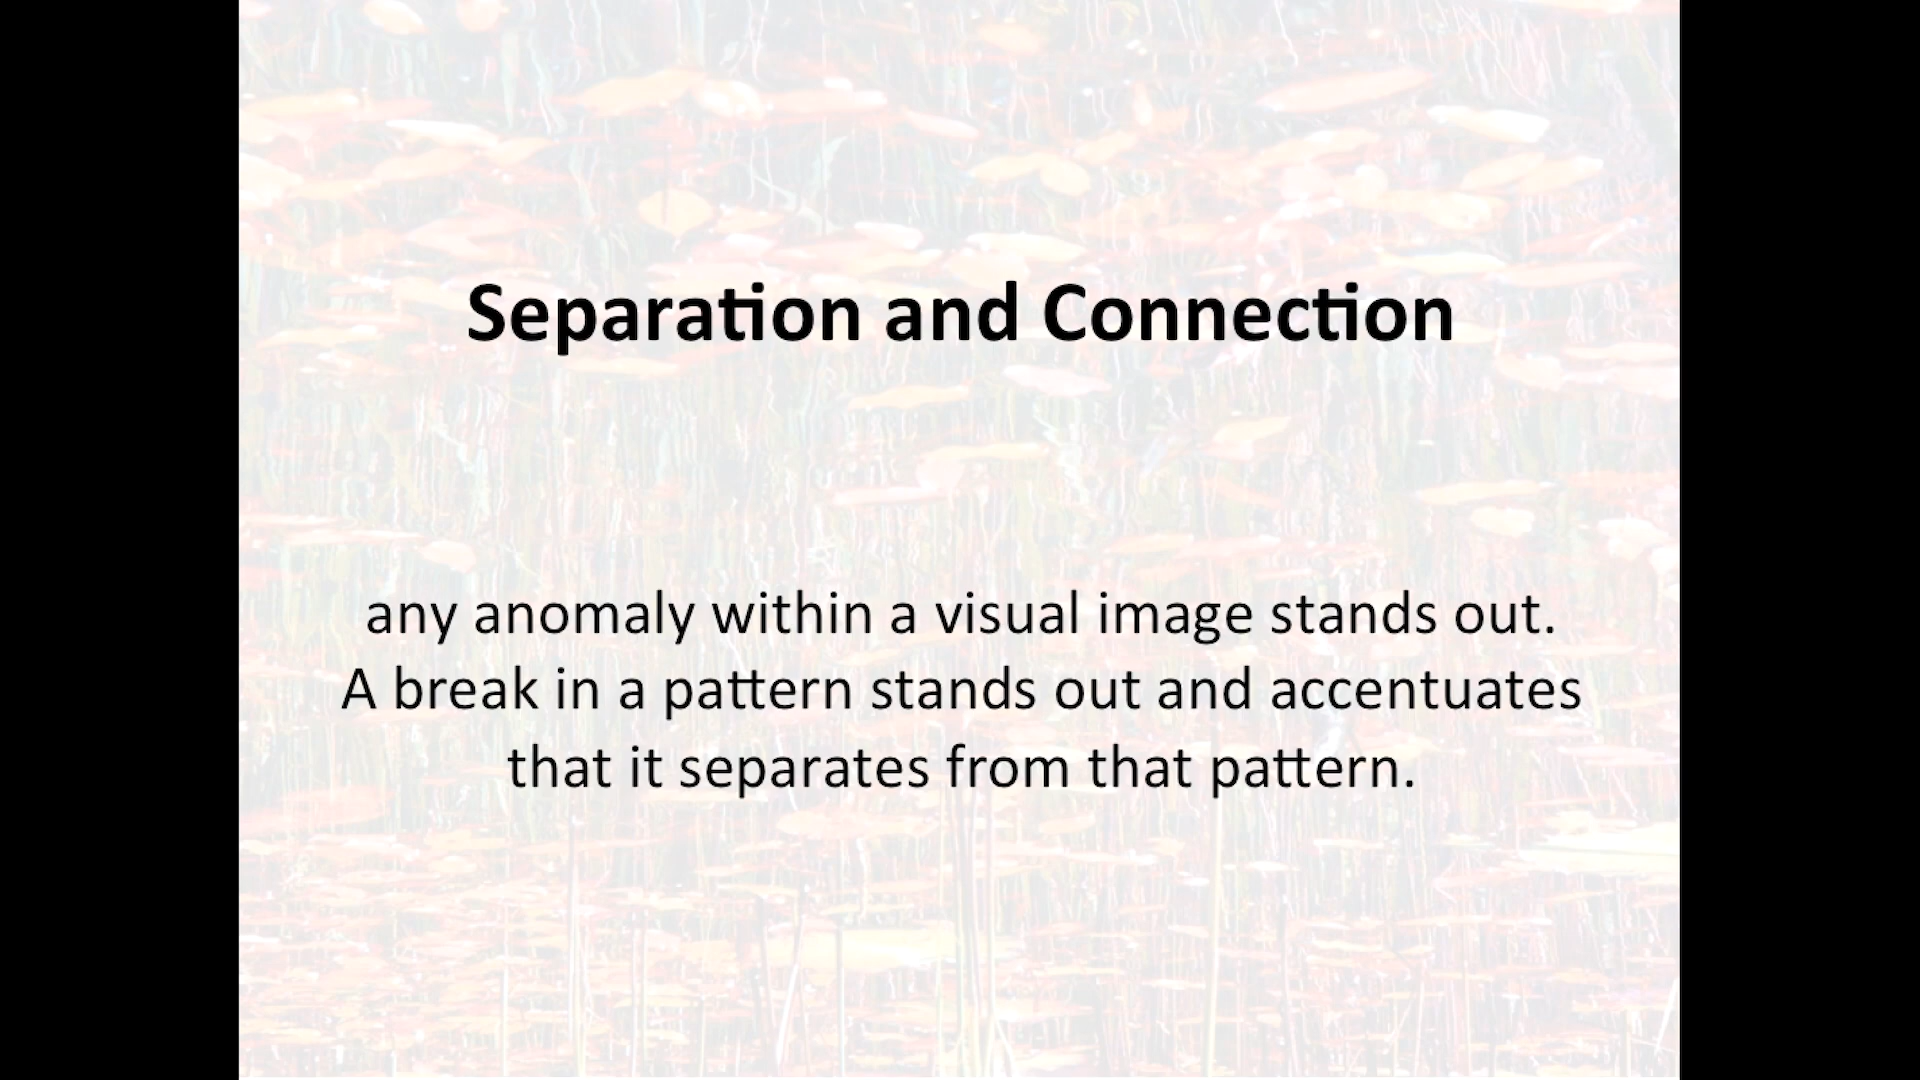 Separation and Connection
any anomaly within a visual image stands out.
A break in a pattern stands out and accentuates
that it separates from that pattern.